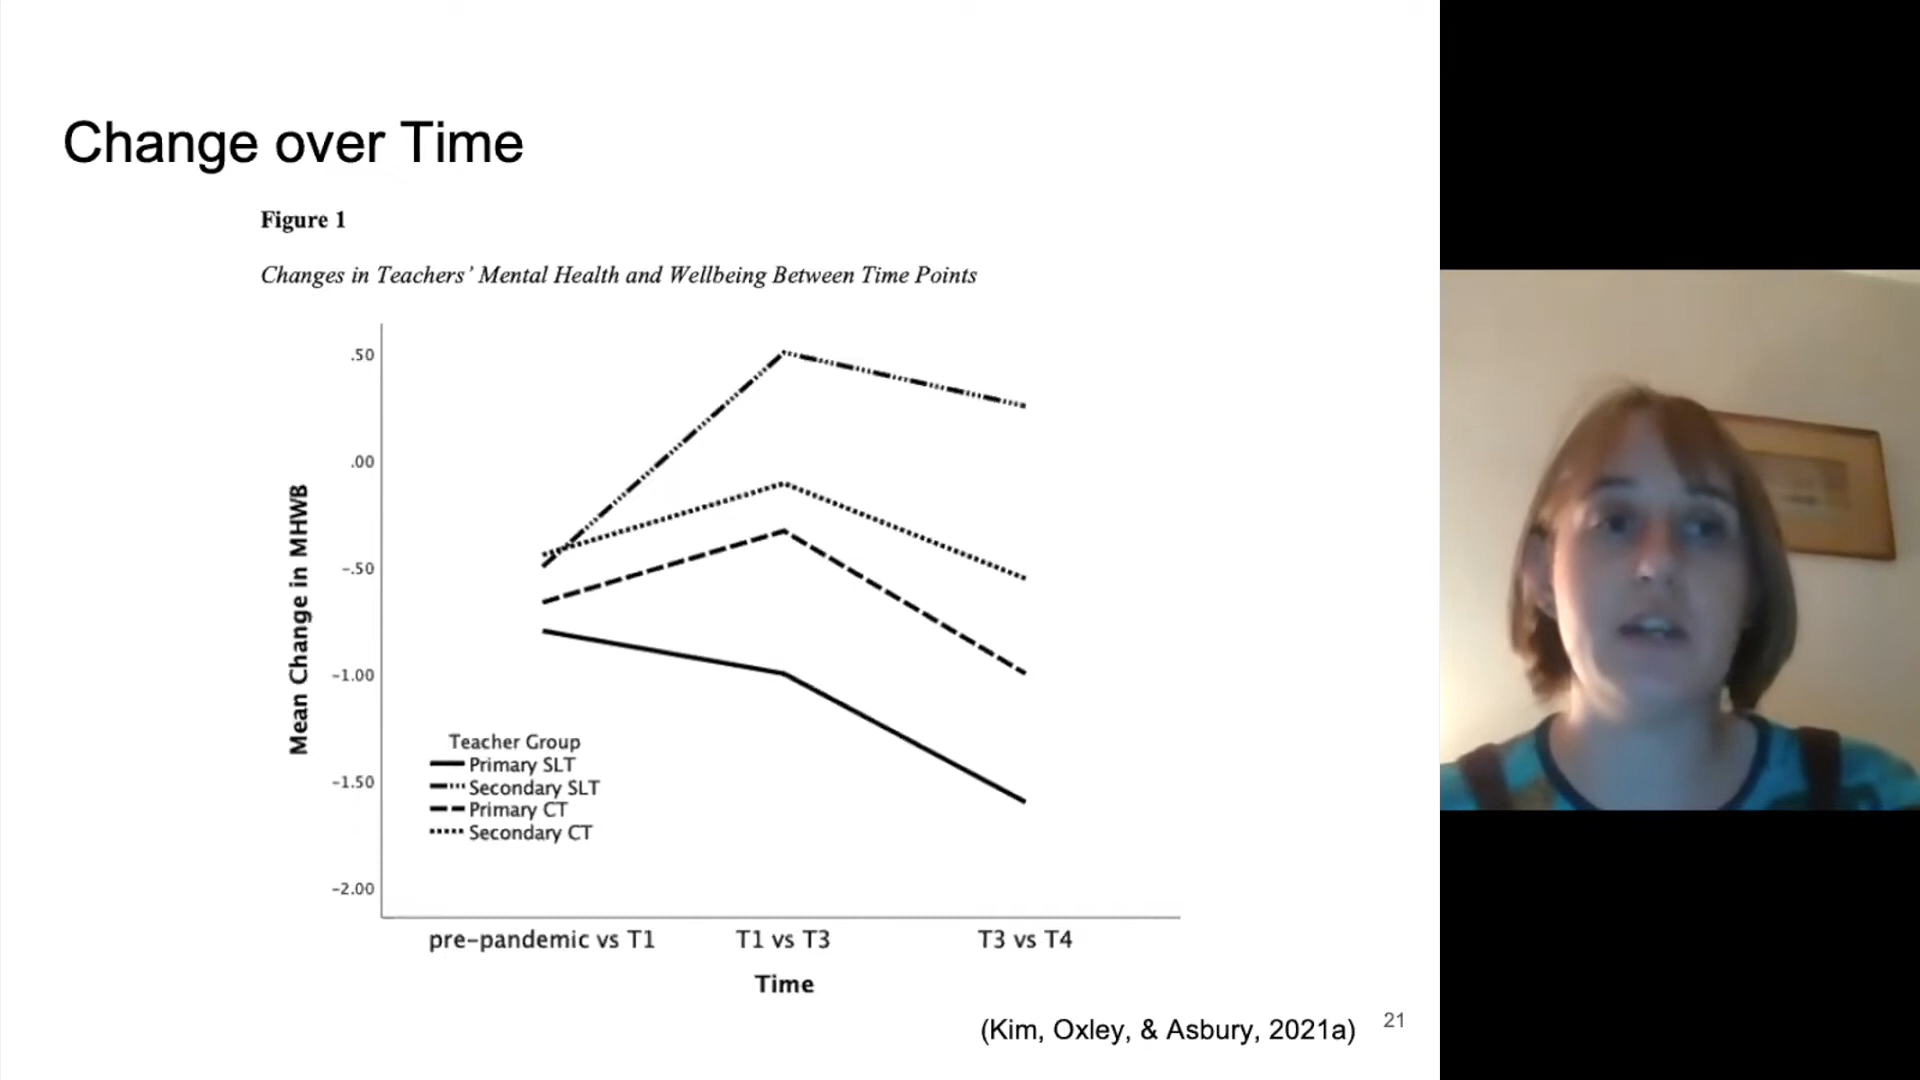 Change over Time
Figure 1
Changes in Teachers' Mental Health and Wellbeing Between Time Points
.50
.00
-.50
-1.00
-1.50
-2.00
Mean Change in MHWB
Teacher Group
Primary SLT
Secondary SLT
Primary CT
Secondary CT
pre-pandemic vs T1
T1 vs T3
T3 vs T4
Time
(Kim, Oxley, & Asbury, 2021a)
21